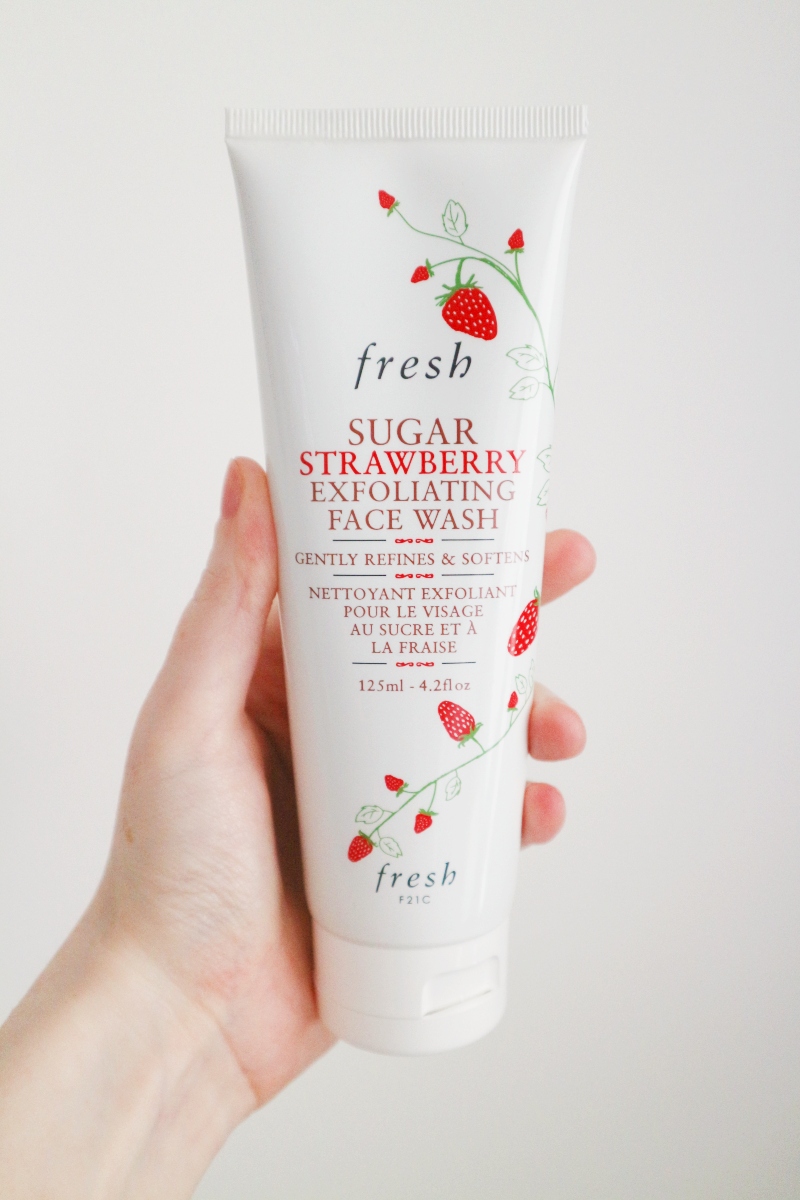 fresh
SUGAR
STRAWBERRY
EXFOLIATING
FACE WASH
GENTLY REFINES & SOFTENS
NETTOYANT EXFOLIANT
POUR LE VISAGE
AU SUCRE ET À
LA FRAISE
125ml - 4.2fl oz
fresh
F21C